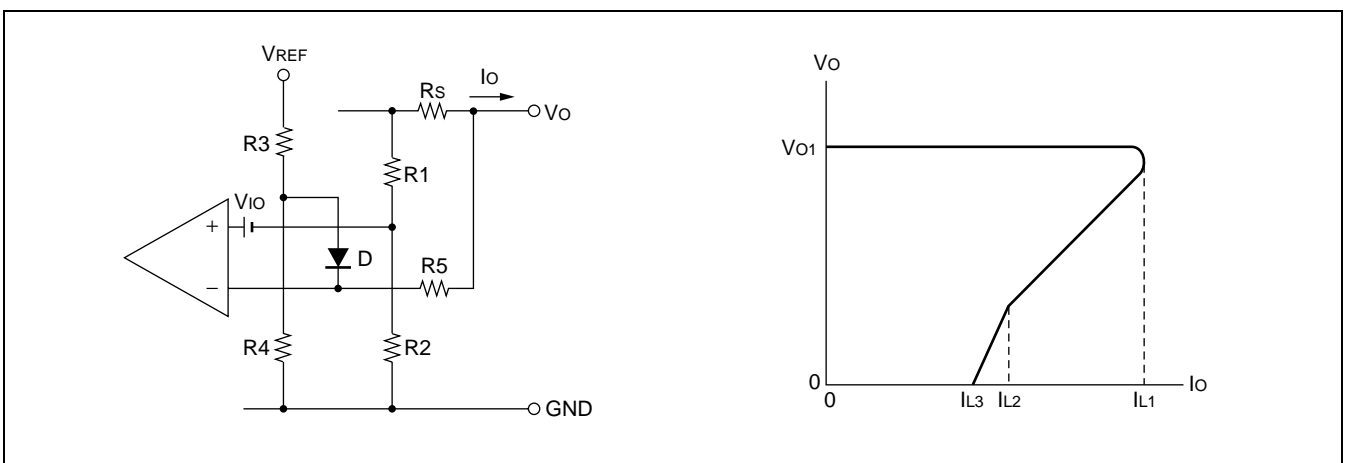 VREF
R3
VIO
+
−
R4
D
RS
IO
VO
R1
R5
R2
GND
VO
VO1
0
0
IL3
IL2
IL1
IO